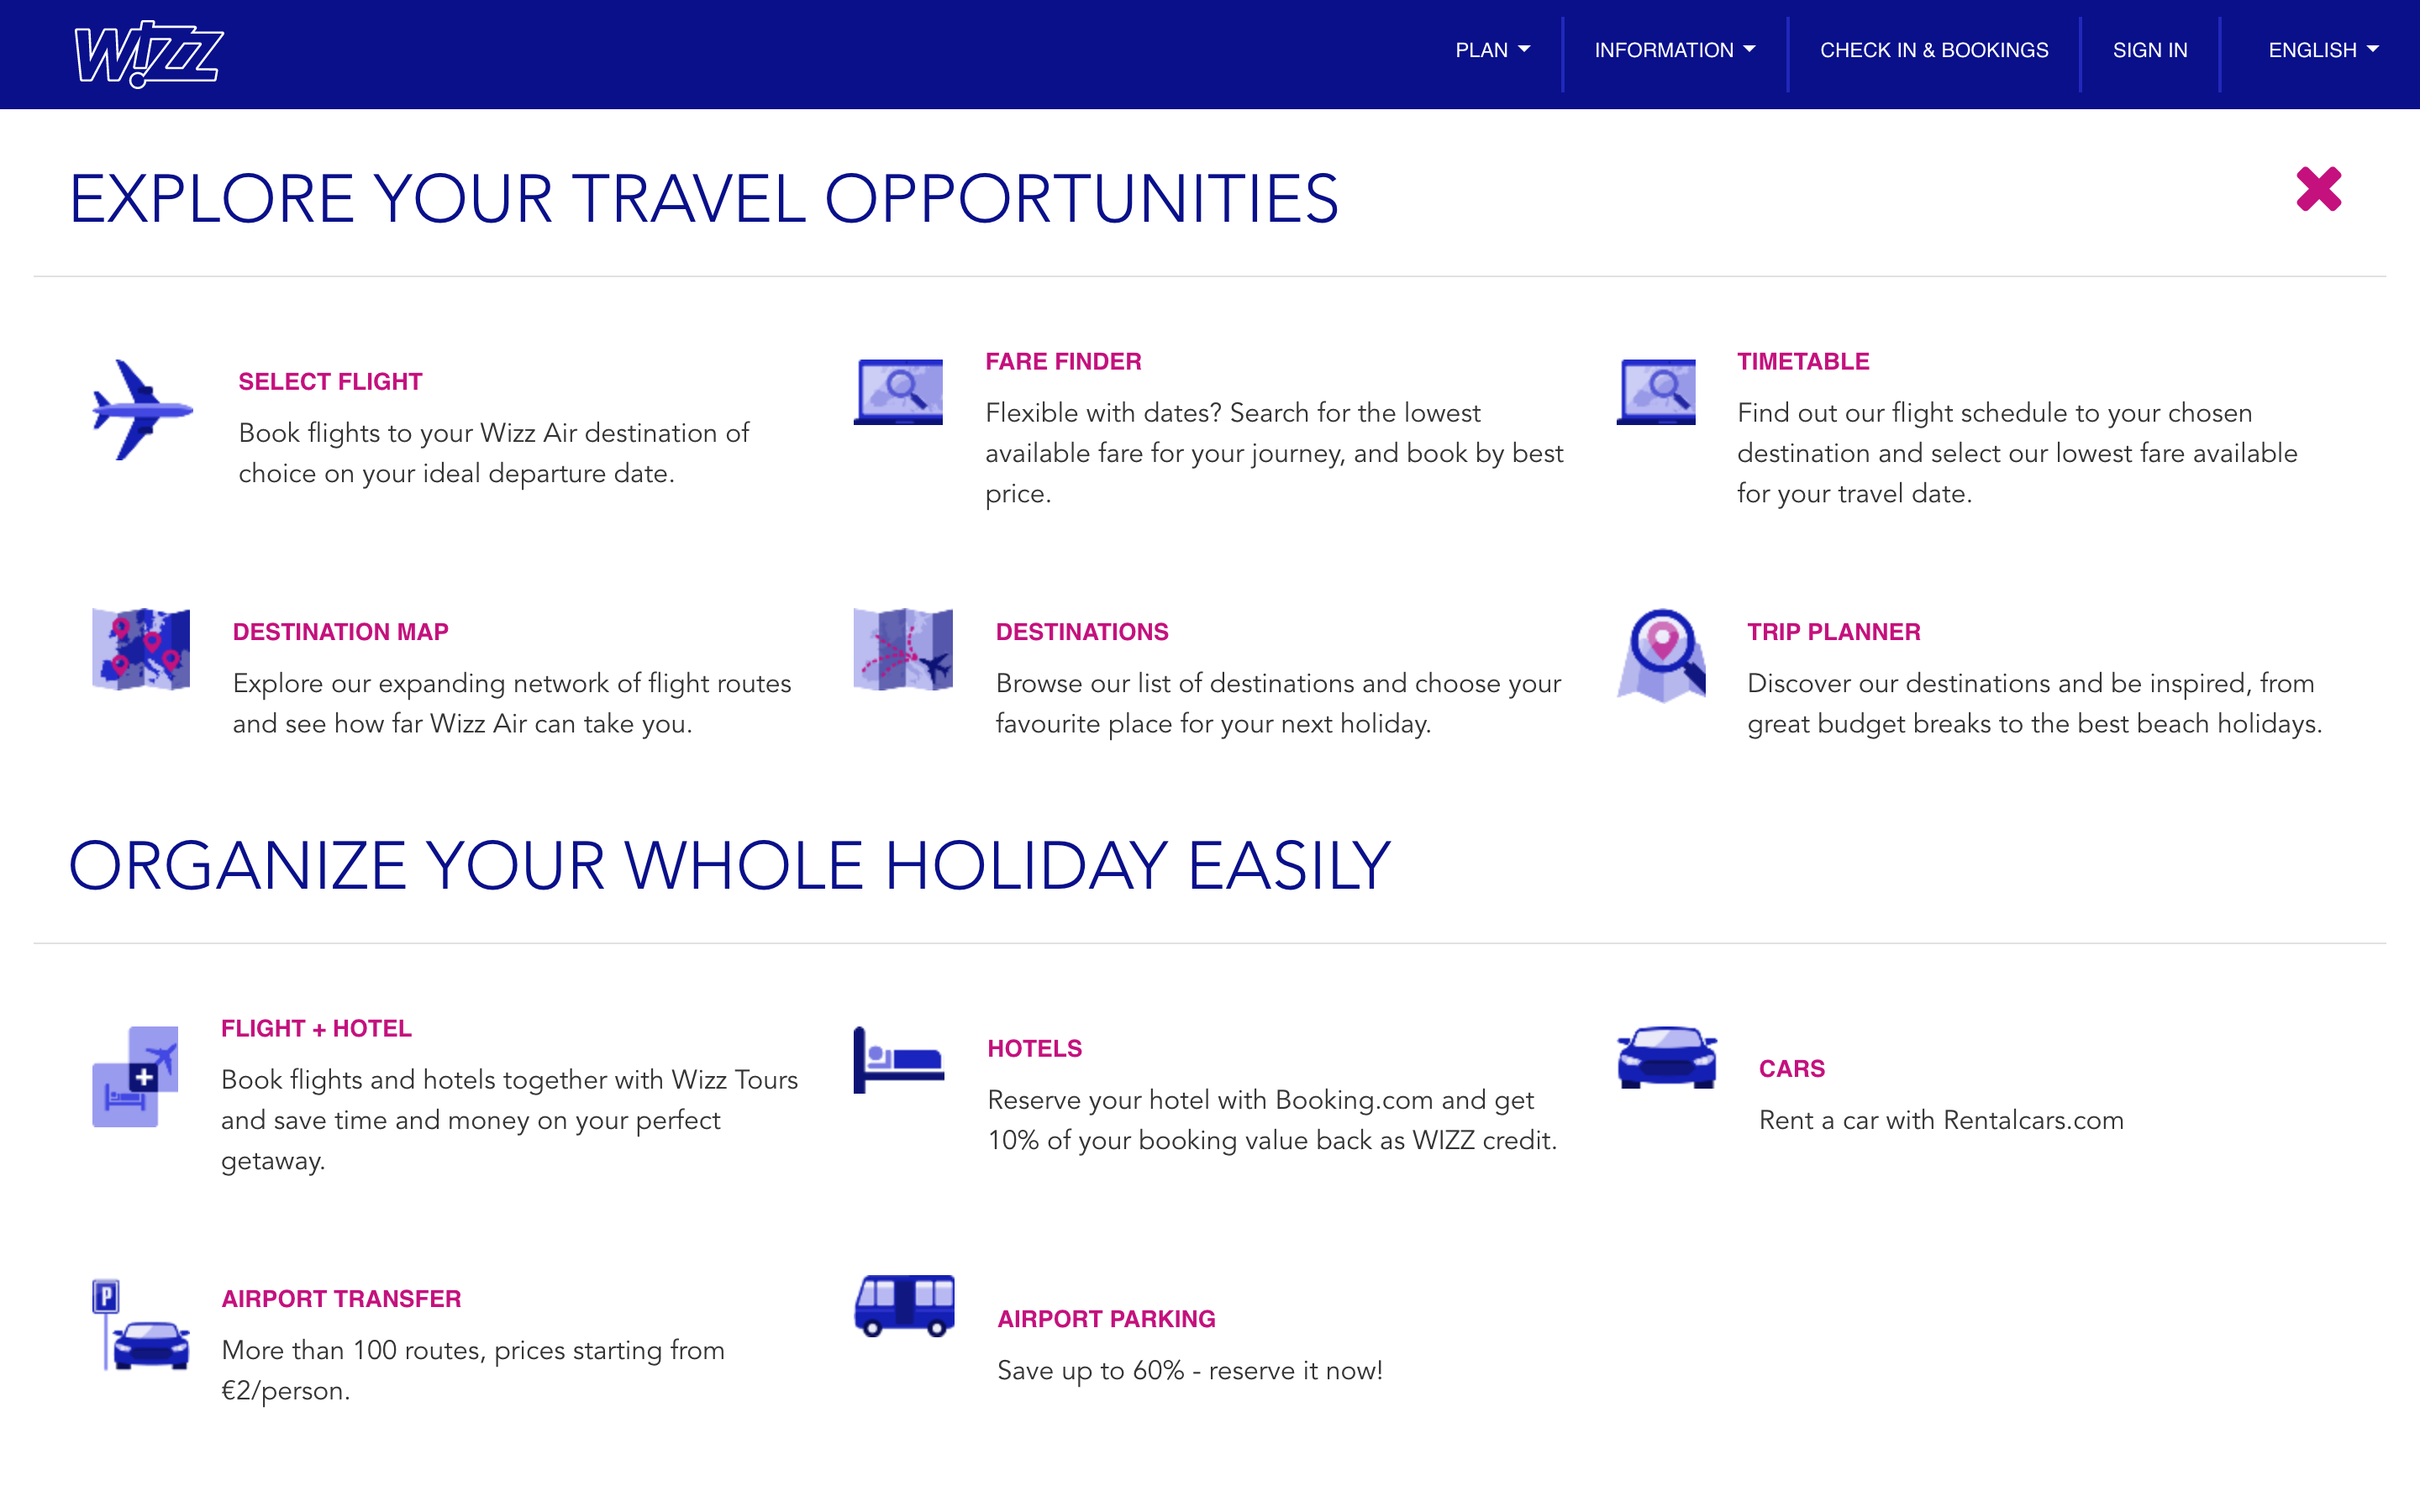 WIZZ
PLAN
INFORMATION
CHECK IN & BOOKINGS
SIGN IN
ENGLISH
EXPLORE YOUR TRAVEL OPPORTUNITIES
SELECT FLIGHT
Book flights to your Wizz Air destination of
choice on your ideal departure date.
FARE FINDER
Flexible with dates? Search for the lowest
available fare for your journey, and book by best
price.
TIMETABLE
Find out our flight schedule to your chosen
destination and select our lowest fare available
for your travel date.
DESTINATION MAP
Explore our expanding network of flight routes
and see how far Wizz Air can take you.
DESTINATIONS
Browse our list of destinations and choose your
favourite place for your next holiday.
TRIP PLANNER
Discover our destinations and be inspired, from
great budget breaks to the best beach holidays.
ORGANIZE YOUR WHOLE HOLIDAY EASILY
FLIGHT + HOTEL
Book flights and hotels together with Wizz Tours
and save time and money on your perfect
getaway.
HOTELS
Reserve your hotel with Booking.com and get
10% of your booking value back as WIZZ credit.
CARS
Rent a car with Rentalcars.com
P
AIRPORT TRANSFER
More than 100 routes, prices starting from
€2/person.
AIRPORT PARKING
Save up to 60% - reserve it now!